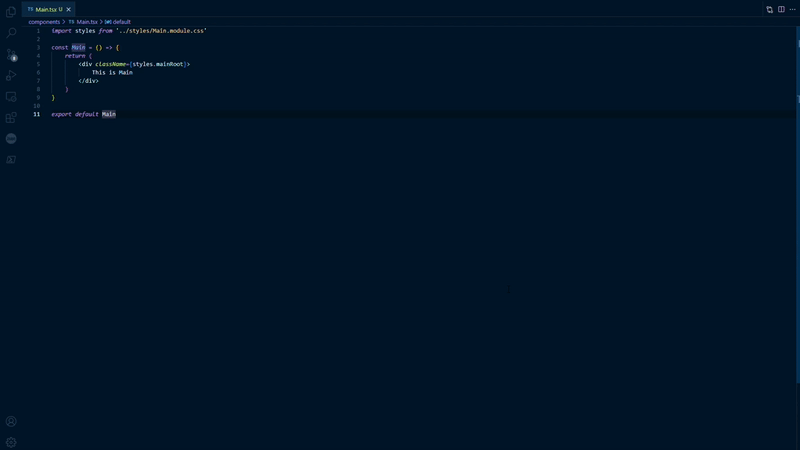 TS Main.tsx U
components > TS Main.tsx > default
1 import styles from '../styles/Main.module.css'
2
3 const Main = () => {
4 return (
5 <div className={styles.mainRoot}>
6 This is Main
7 </div>
8 )
9 }
10
11 export default Main